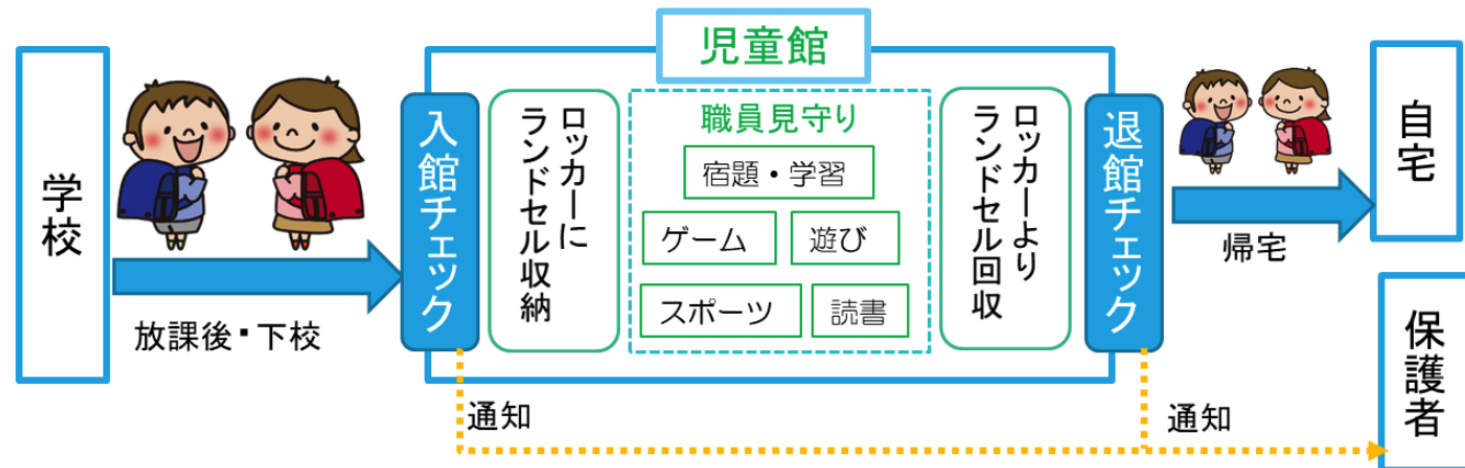 児童館
学校
放課後・下校
入館チェック
ロッカーに
ランドセル収納
職員見守り
宿題・学習
ゲーム
遊び
スポーツ
読書
ロッカーより
ランドセル回収
退館チェック
帰宅
自宅
通知
通知
保護者